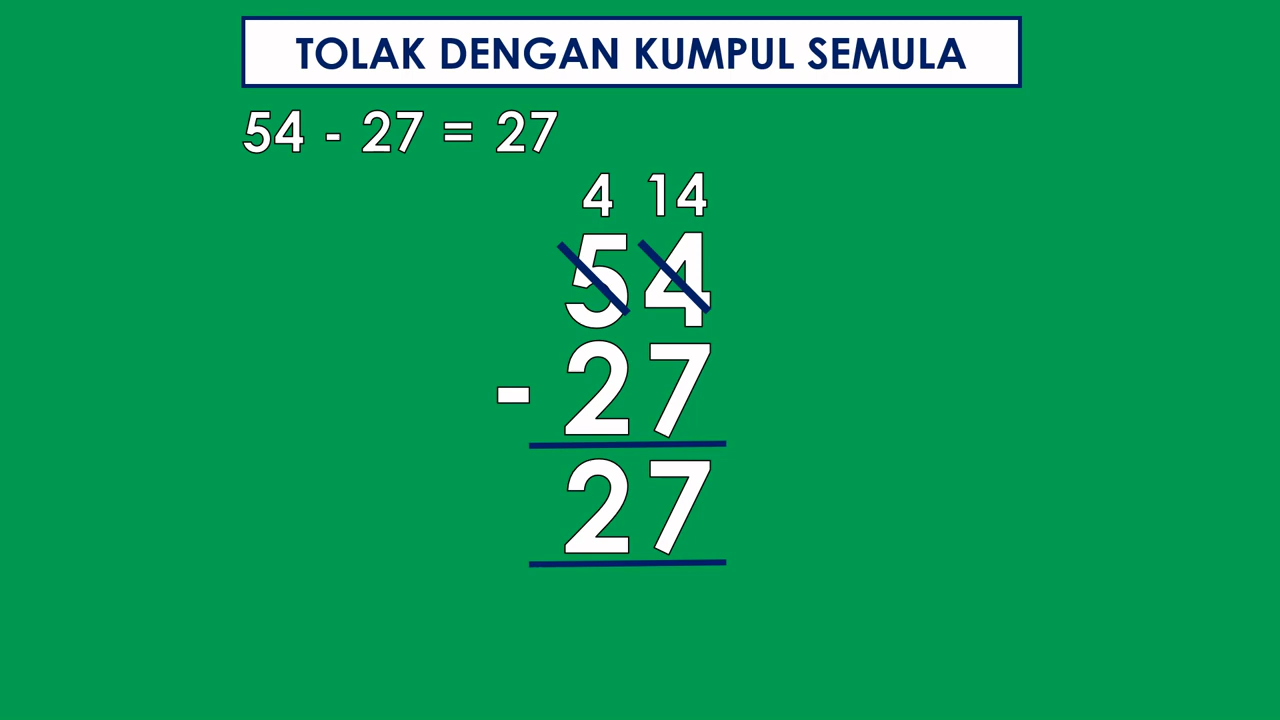 TOLAK DENGAN KUMPUL SEMULA
54 - 27 = 27
4 14
54
- 27
27